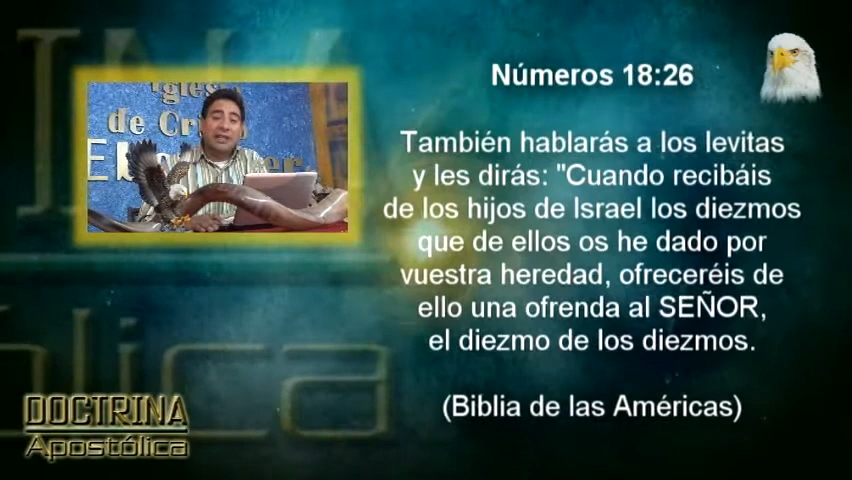 Números 18:26
También hablarás a los levitas
y les dirás: "Cuando recibáis
de los hijos de Israel los diezmos
que de ellos os he dado por
vuestra heredad, ofreceréis de
ello una ofrenda al SEÑOR,
el diezmo de los diezmos.
(Biblia de las Américas)
Iglesia
de Cristo
DOCTRINA
Apostólica